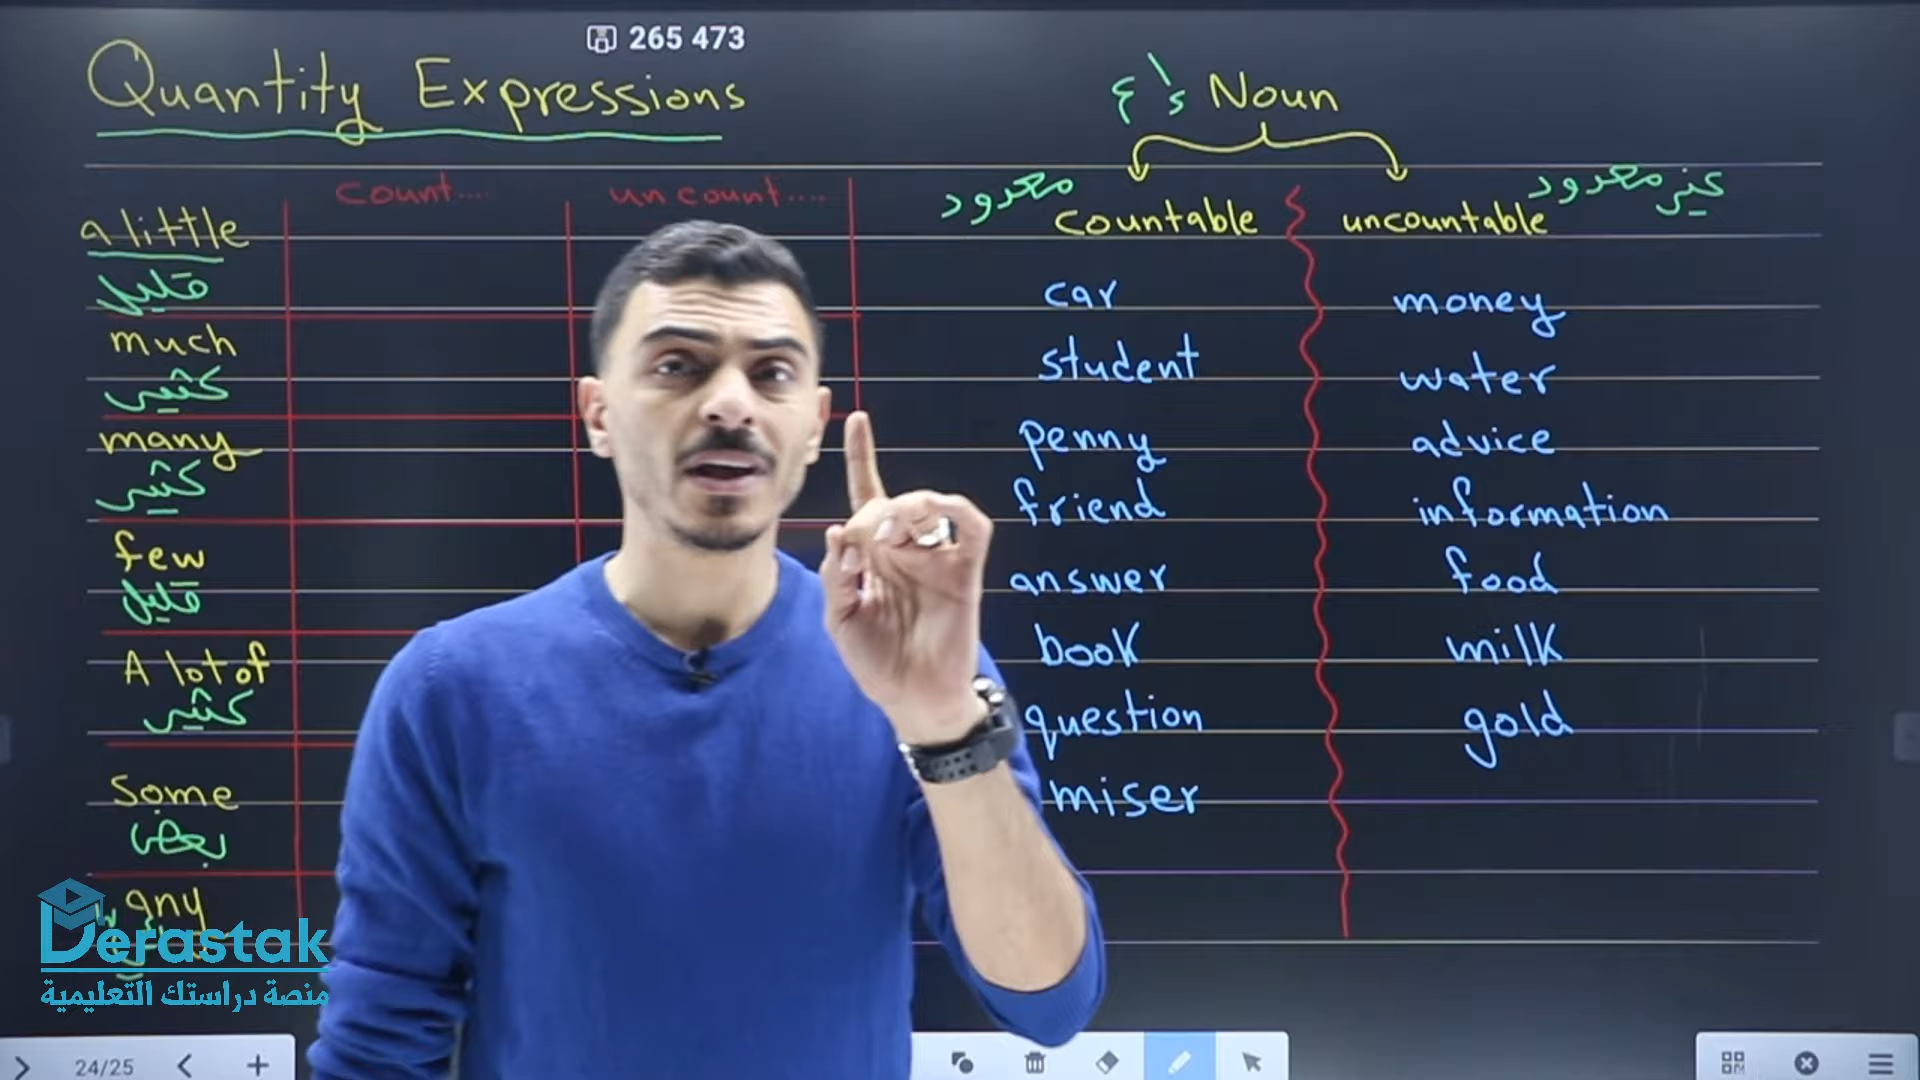 265 473
Quantity Expressions
Noun
count....
uncount....
معدود
غير معدود
countable
uncountable
a little
قليل
much
كثير
many
كثير
few
قليل
A lot of
كثير
some
بعض
any
car
student
penny
friend
answer
book
question
miser
money
water
advice
information
food
milk
gold
Derastak
منصة دراستك التعليمية
24/25